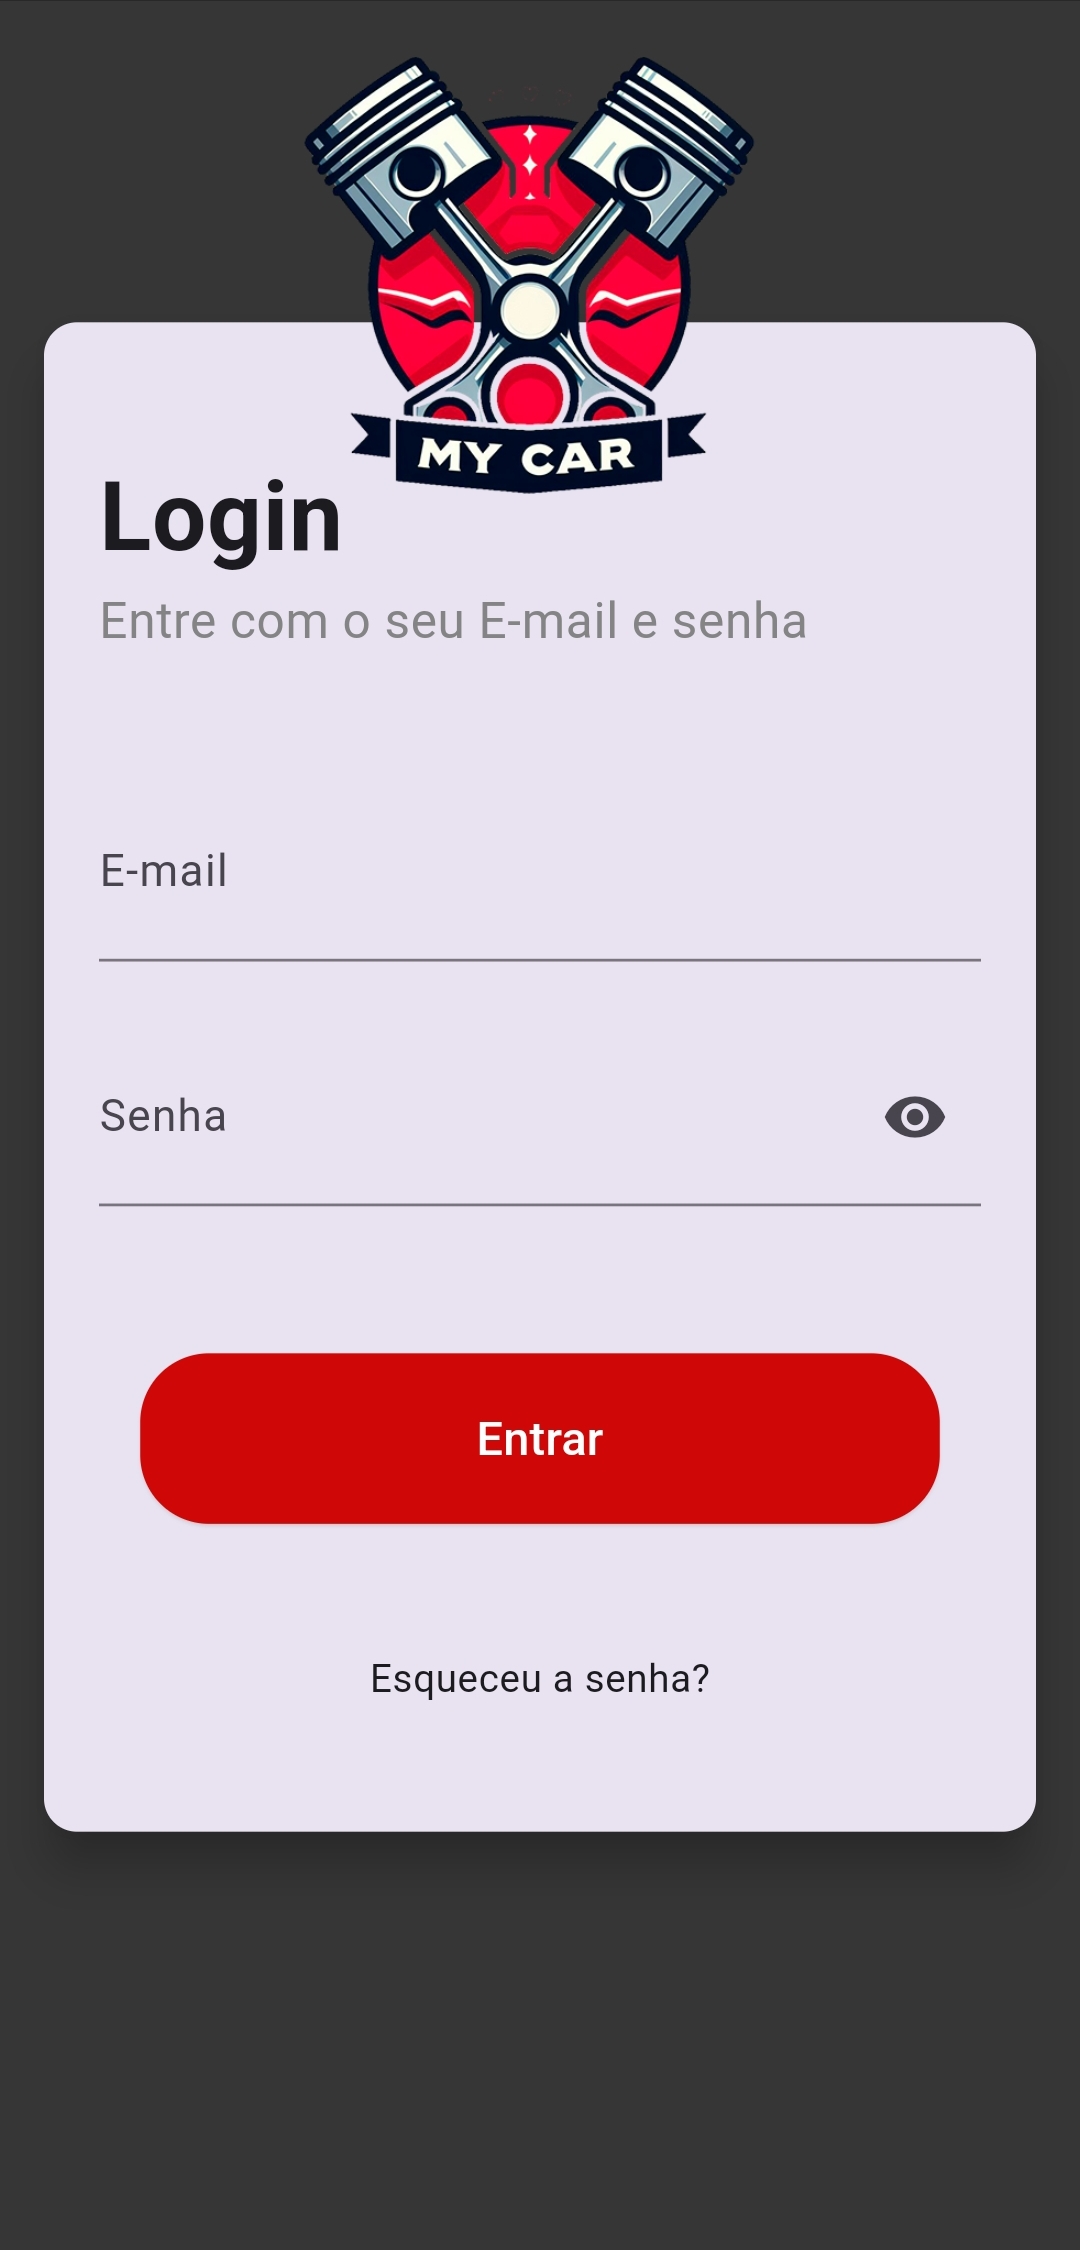 MY CAR
Login
Entre com o seu E-mail e senha
E-mail
Senha
Entrar
Esqueceu a senha?